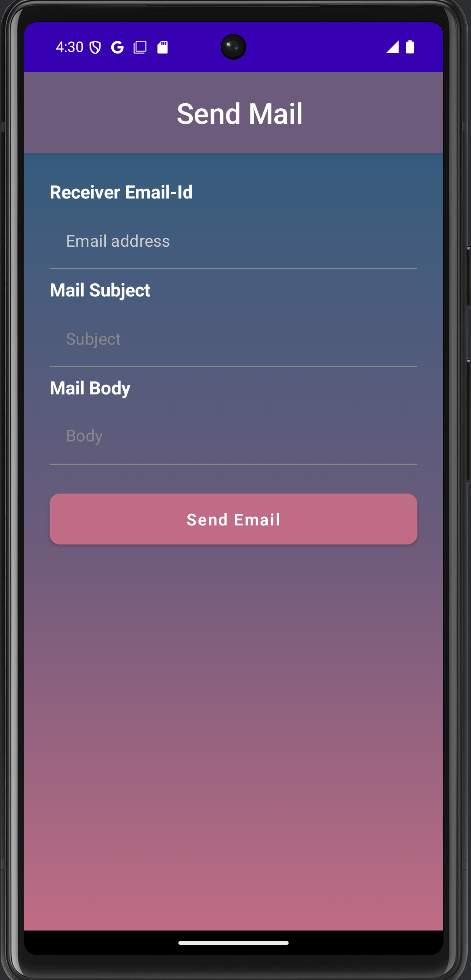 4:30
Send Mail
Receiver Email-Id
Email address
Mail Subject
Subject
Mail Body
Body
Send Email